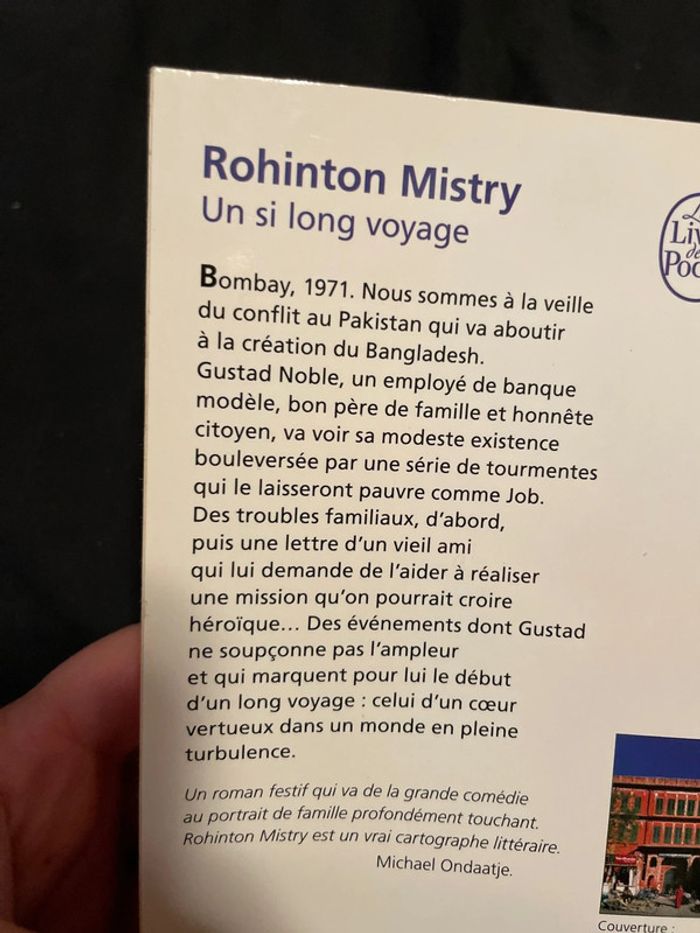 Rohinton Mistry
Un si long voyage
Bombay, 1971. Nous sommes à la veille
du conflit au Pakistan qui va aboutir
à la création du Bangladesh.
Gustad Noble, un employé de banque
modèle, bon père de famille et honnête
citoyen, va voir sa modeste existence
bouleversée par une série de tourmentes
qui le laisseront pauvre comme Job.
Des troubles familiaux, d'abord,
puis une lettre d'un vieil ami
qui lui demande de l'aider à réaliser
une mission qu'on pourrait croire
héroïque... Des événements dont Gustad
ne soupçonne pas l'ampleur
et qui marquent pour lui le début
d'un long voyage : celui d'un cœur
vertueux dans un monde en pleine
turbulence.
Un roman festif qui va de la grande comédie
au portrait de famille profondément touchant.
Rohinton Mistry est un vrai cartographe littéraire.
Michael Ondaatje.
Couverture :